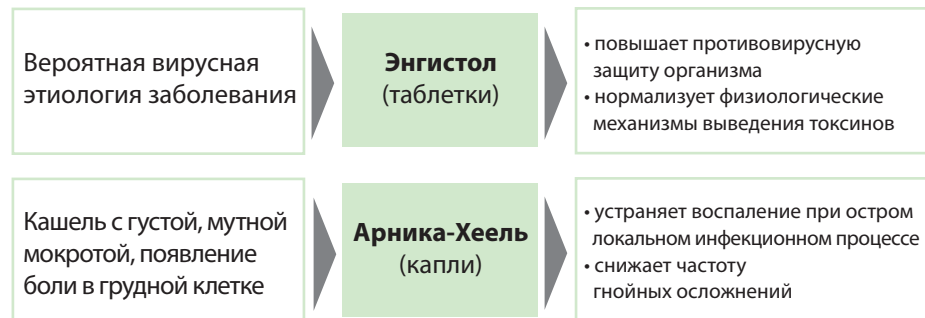 Вероятная вирусная
этиология заболевания
Энгистол
(таблетки)
• повышает противовирусную
защиту организма
• нормализует физиологические
механизмы выведения токсинов
Кашель с густой, мутной
мокротой, появление
боли в грудной клетке
Арника-Хеель
(капли)
• устраняет воспаление при остром
локальном инфекционном процессе
• снижает частоту
гнойных осложнений